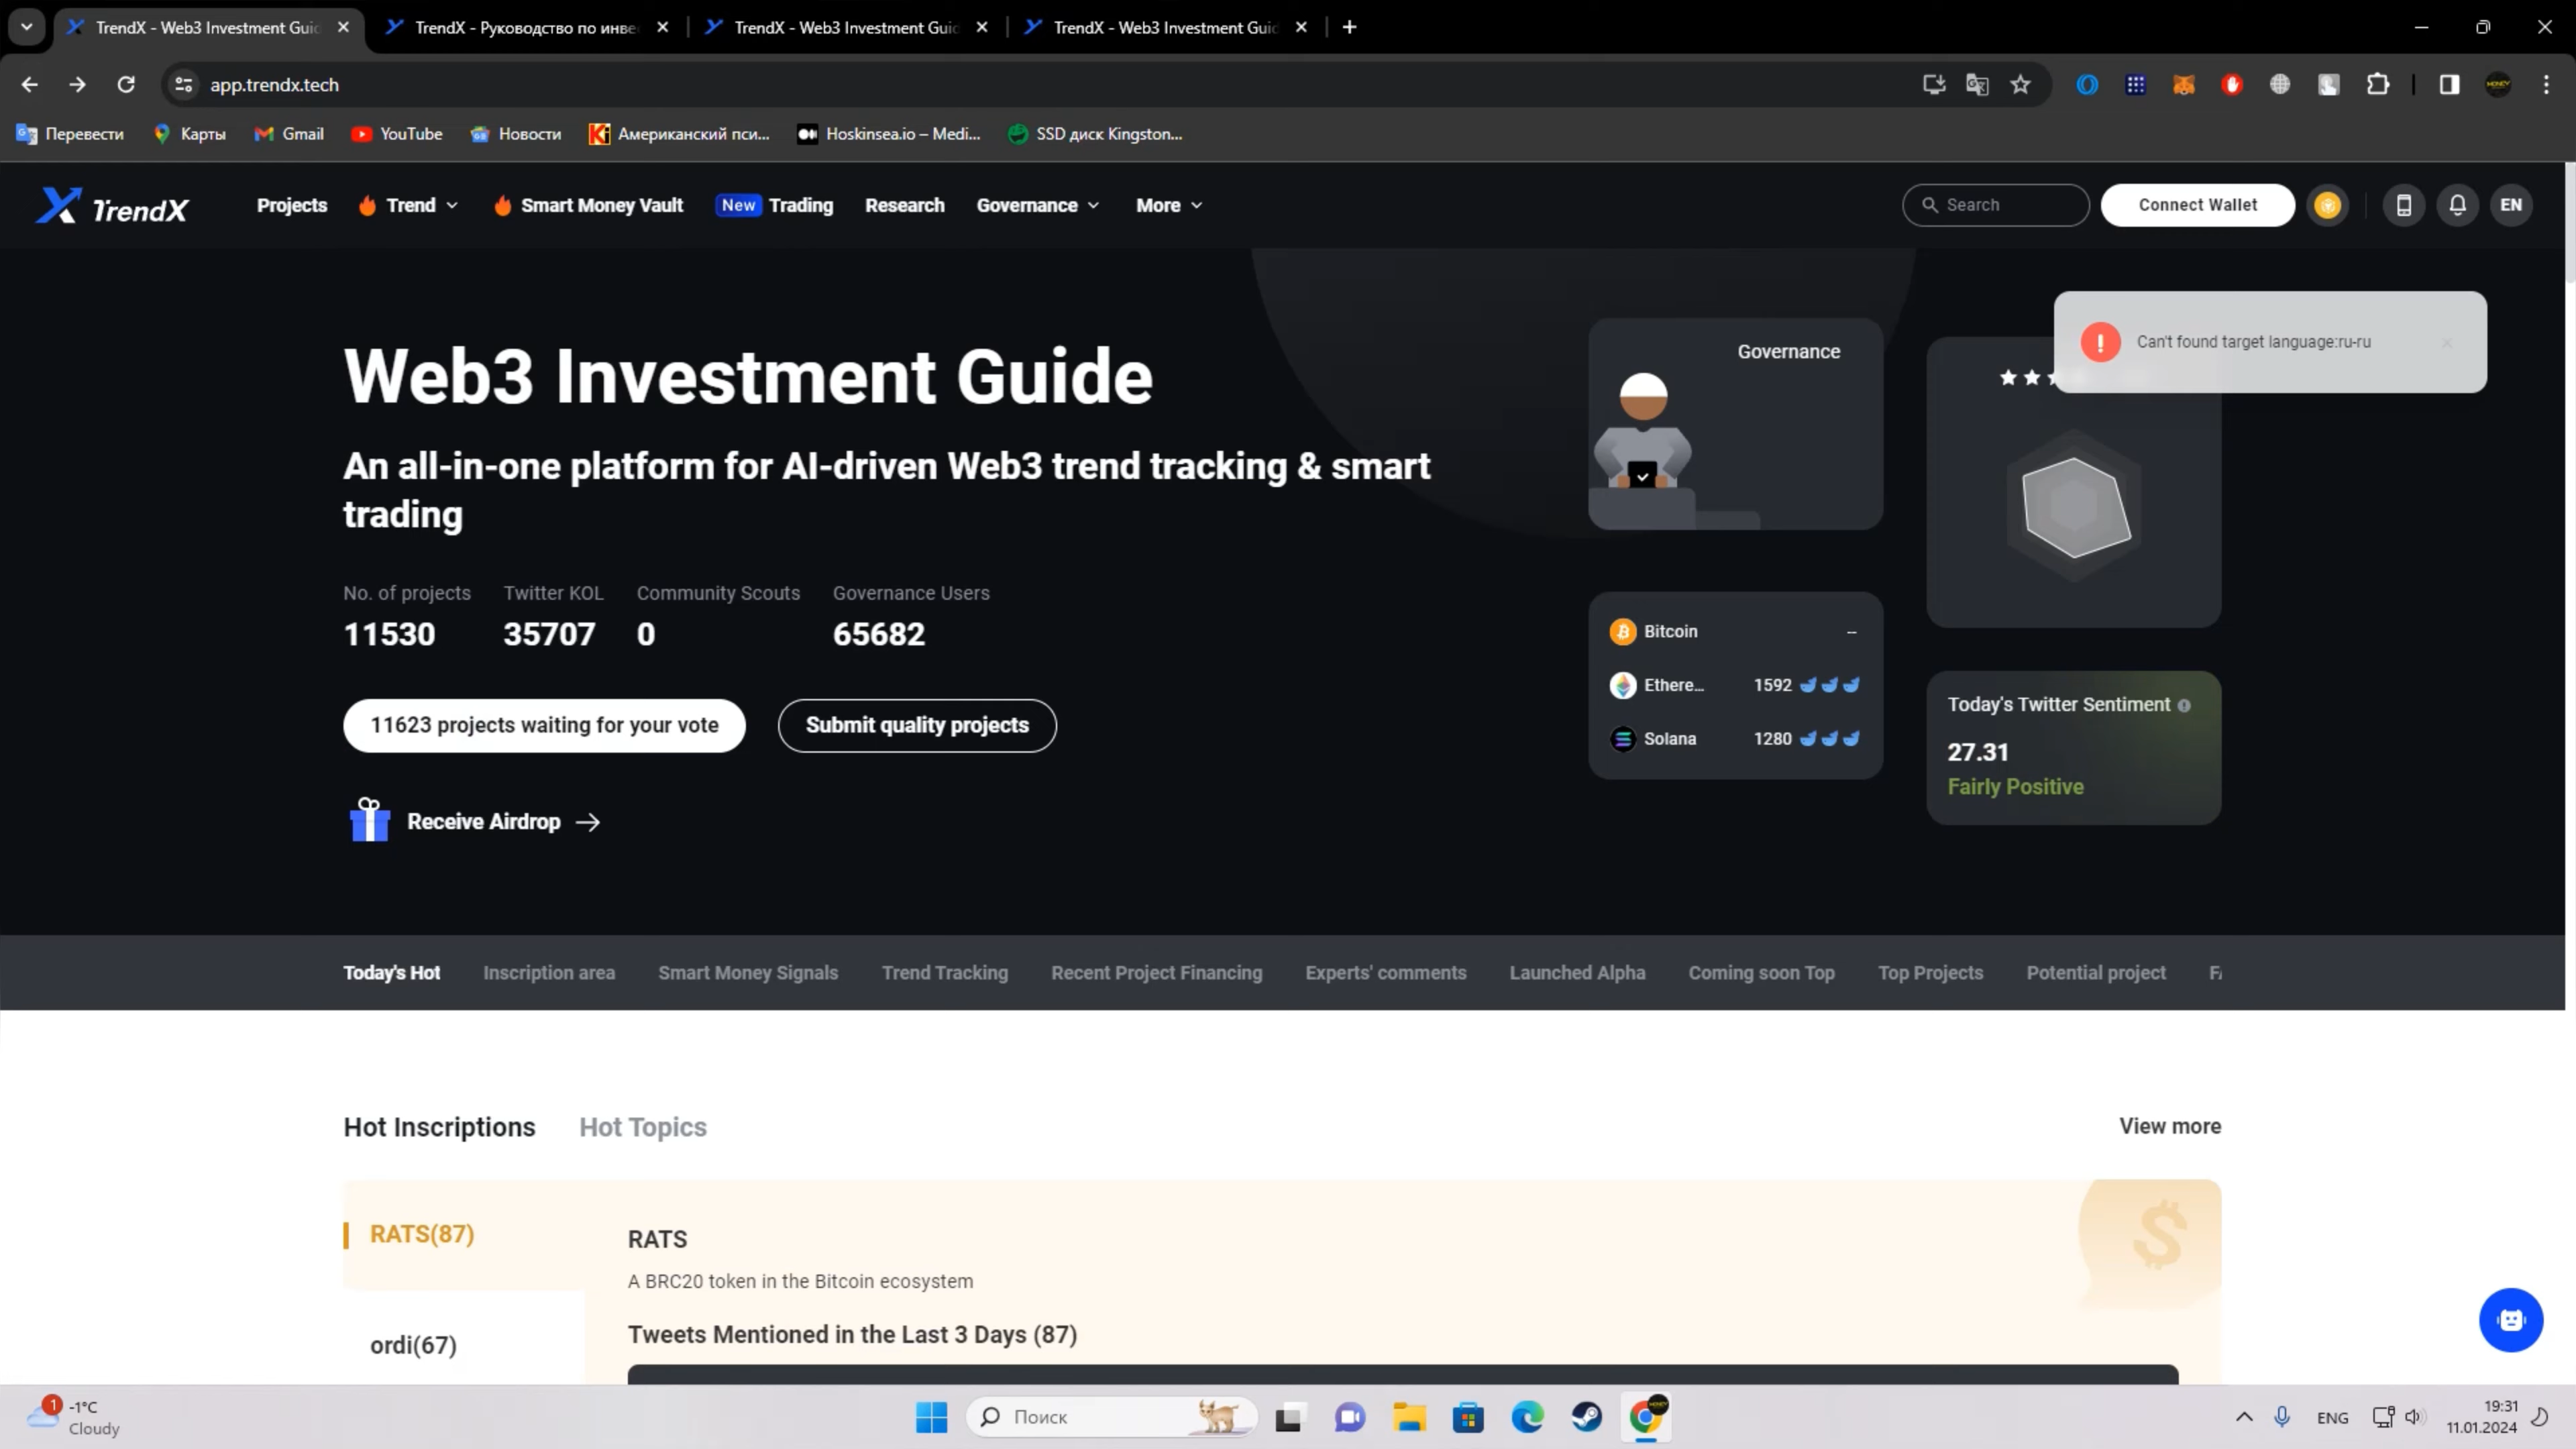 TrendX - Web3 Investment Guid
TrendX - Руководство по инве
TrendX - Web3 Investment Guid
TrendX - Web3 Investment Guid
app.trendx.tech
Перевести
Карты
Gmail
YouTube
Новости
Американский пси...
Hoskinsea.io – Medi...
SSD диск Kingston...
TrendX
Projects
Trend
Smart Money Vault
New
Trading
Research
Governance
More
Search
Connect Wallet
EN
Can't found target language:ru-ru
Web3 Investment Guide
An all-in-one platform for AI-driven Web3 trend tracking & smart
trading
No. of projects
11530
Twitter KOL
35707
Community Scouts
0
Governance Users
65682
11623 projects waiting for your vote
Submit quality projects
Receive Airdrop
Governance
Bitcoin --
Ethere... 1592
Solana 1280
Today's Twitter Sentiment
27.31
Fairly Positive
Today's Hot
Inscription area
Smart Money Signals
Trend Tracking
Recent Project Financing
Experts' comments
Launched Alpha
Coming soon Top
Top Projects
Potential project
Hot Inscriptions
Hot Topics
View more
RATS(87)
ordi(67)
RATS
A BRC20 token in the Bitcoin ecosystem
Tweets Mentioned in the Last 3 Days (87)
1
-1°C
Cloudy
Поиск
ENG
19:31
11.01.2024